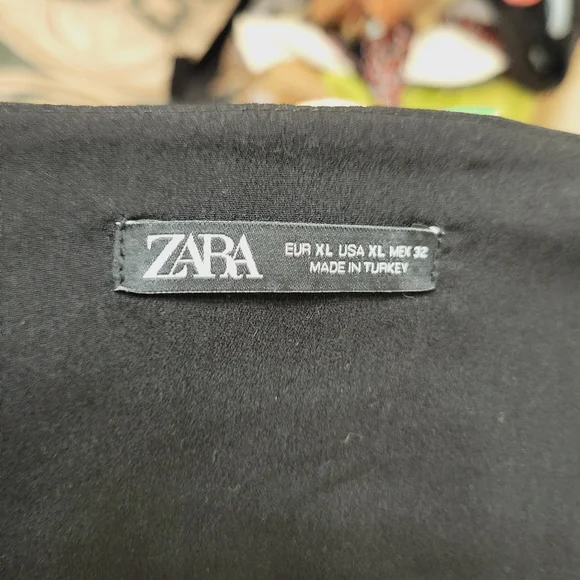 ZARA
EUR XL USA XL MEX 32
MADE IN TURKEY